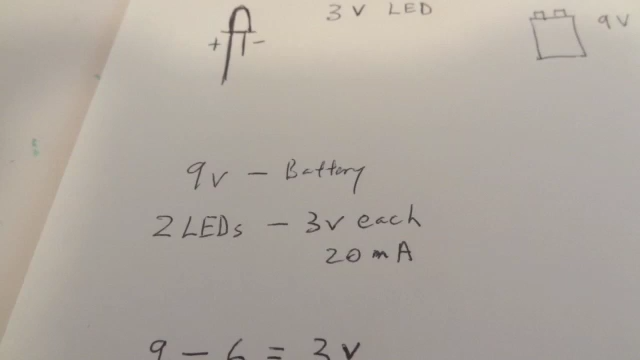 3V LED
9V
+ -
9V - Battery
2 LEDs - 3V each
20mA
9 - 6 = 3V